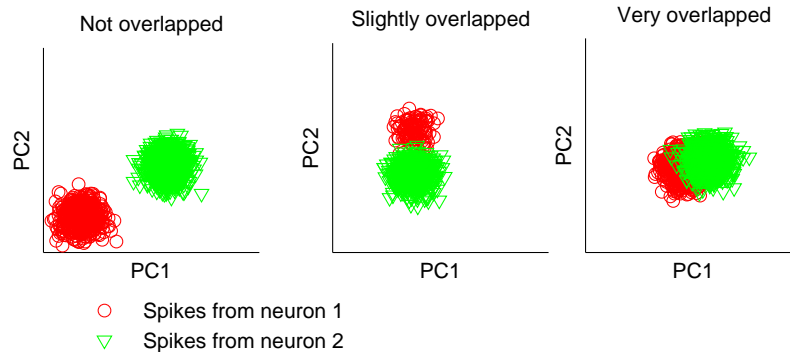 Not overlapped
Slightly overlapped
Very overlapped
PC2
PC1
PC2
PC1
PC2
PC1
Spikes from neuron 1
Spikes from neuron 2